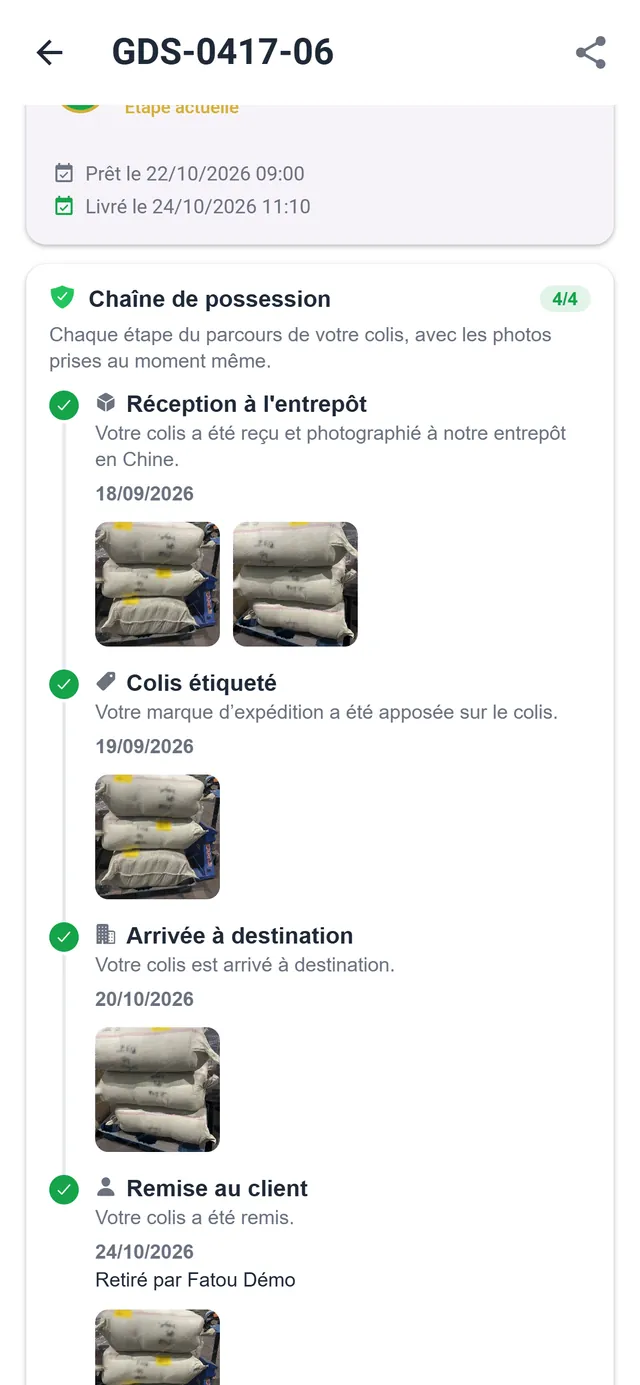 GDS-0417-06
Étape actuelle
Prêt le 22/10/2026 09:00
Livré le 24/10/2026 11:10
Chaîne de possession
4/4
Chaque étape du parcours de votre colis, avec les photos
prises au moment même.
Réception à l'entrepôt
Votre colis a été reçu et photographié à notre entrepôt
en Chine.
18/09/2026
Colis étiqueté
Votre marque d’expédition a été apposée sur le colis.
19/09/2026
Arrivée à destination
Votre colis est arrivé à destination.
20/10/2026
Remise au client
Votre colis a été remis.
24/10/2026
Retiré par Fatou Démo